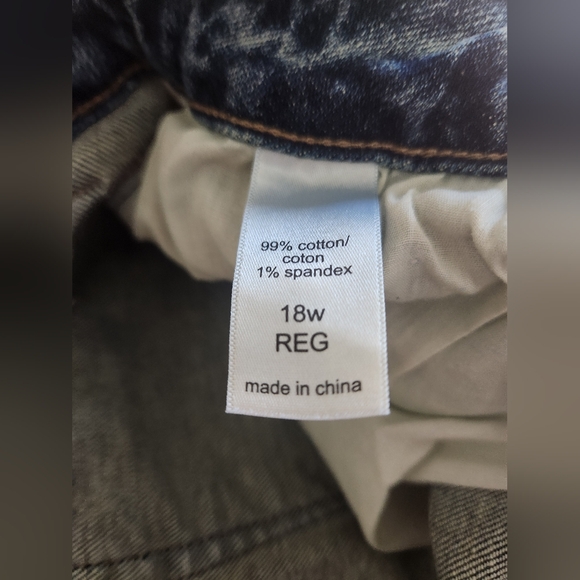 99% cotton/
coton
1% spandex
18w
REG
made in china